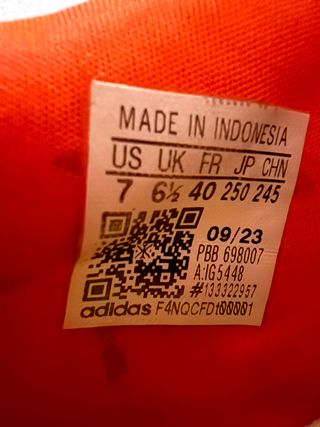 MADE IN INDONESIA
US UK FR JP CHN
7 6½ 40 250 245
09/23
PBB 698007
A:IG5448
#133322957
adidas F4NQCFDt00001